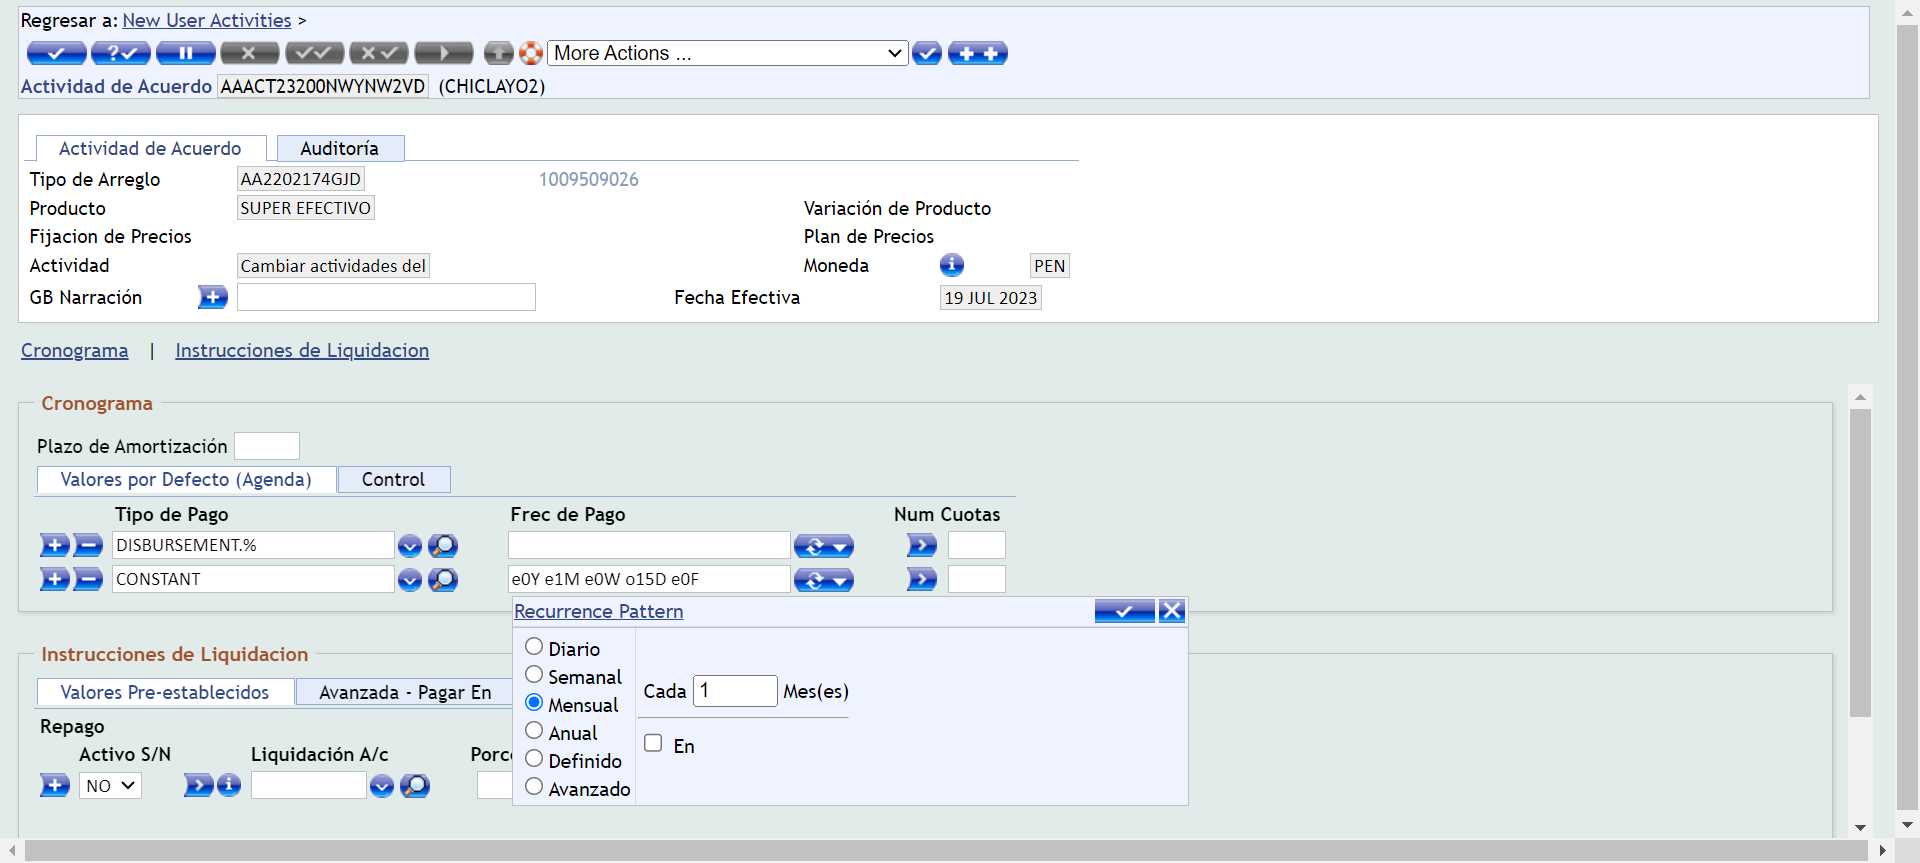 Regresar a: New User Activities >
More Actions ...
Actividad de Acuerdo AAACT23200NWYNW2VD (CHICLAYO2)
Actividad de Acuerdo Auditoría
Tipo de Arreglo AA2202174GJD 1009509026
Producto SUPER EFECTIVO Variación de Producto
Fijacion de Precios Plan de Precios
Actividad Cambiar actividades del Moneda PEN
GB Narración Fecha Efectiva 19 JUL 2023
Cronograma | Instrucciones de Liquidacion
Cronograma
Plazo de Amortización
Valores por Defecto (Agenda) Control
Tipo de Pago Frec de Pago Num Cuotas
DISBURSEMENT.%
CONSTANT e0Y e1M e0W o15D e0F
Recurrence Pattern
Diario
Semanal
Mensual
Anual
Definido
Avanzado
Cada 1 Mes(es)
En
Instrucciones de Liquidacion
Valores Pre-establecidos Avanzada - Pagar En
Repago
Activo S/N Liquidación A/c
NO